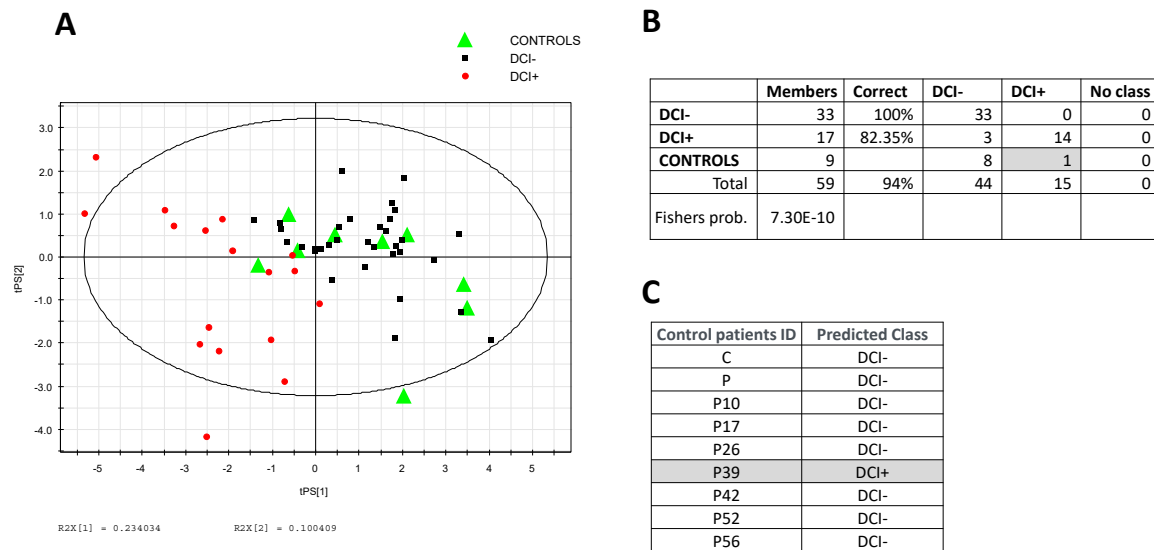 A
CONTROLS
DCI-
DCI+
3.0
2.0
1.0
0.0
-1.0
-2.0
-3.0
-4.0
tPS[2]
-5 -4 -3 -2 -1 0 1 2 3 4 5
tPS[1]
R2X[1] = 0.234034 R2X[2] = 0.100409
B
Members Correct DCI- DCI+ No class
DCI- 33 100% 33 0 0
DCI+ 17 82.35% 3 14 0
CONTROLS 9 8 1 0
Total 59 94% 44 15 0
Fishers prob. 7.30E-10
C
Control patients ID Predicted Class
C DCI-
P DCI-
P10 DCI-
P17 DCI-
P26 DCI-
P39 DCI+
P42 DCI-
P52 DCI-
P56 DCI-